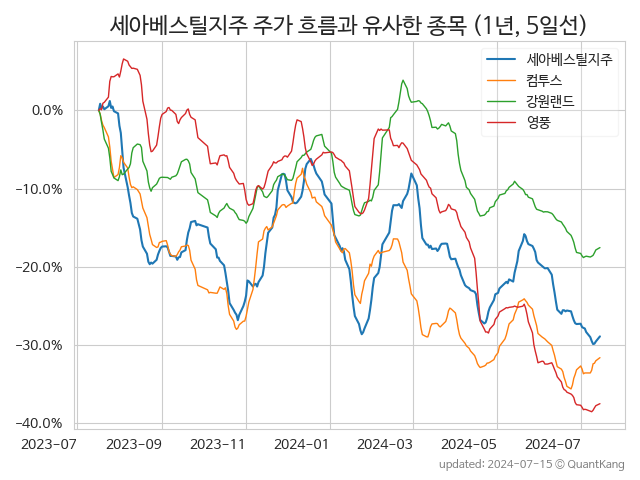 세아베스틸지주 주가 흐름과 유사한 종목 (1년, 5일선)
세아베스틸지주
컴투스
강원랜드
영풍
0.0%
−10.0%
−20.0%
−30.0%
−40.0%
2023-07 2023-09 2023-11 2024-01 2024-03 2024-05 2024-07
updated: 2024-07-15 © QuantKang